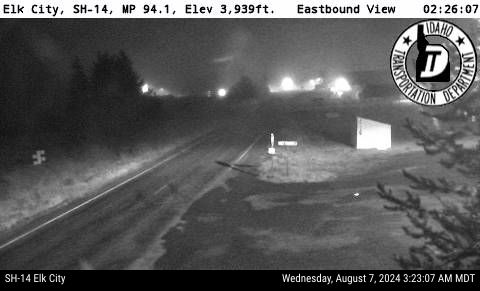 Elk City, SH-14, MP 94.1, Elev 3,939ft. Eastbound View 02:26:07
IDAHO
TRANSPORTATION DEPARTMENT
SH-14 Elk City Wednesday, August 7, 2024 3:23:07 AM MDT